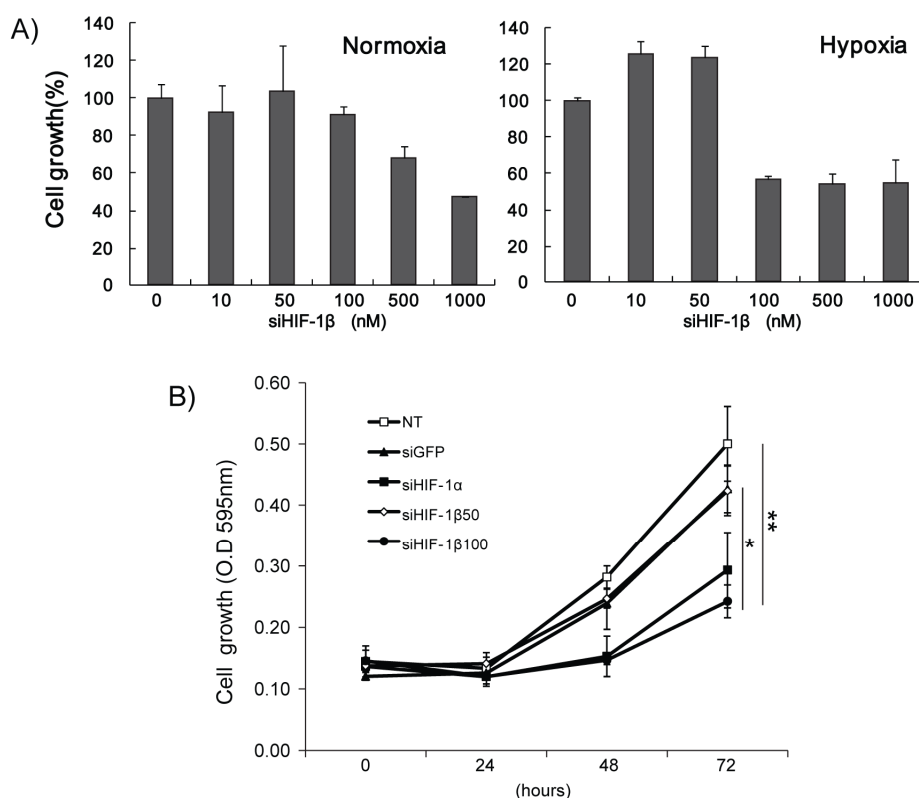 A)
Normoxia
Cell growth(%)
140
120
100
80
60
40
20
0
0 10 50 100 500 1000
siHIF-1β (nM)
Hypoxia
140
120
100
80
60
40
20
0
0 10 50 100 500 1000
siHIF-1β (nM)
B)
Cell growth (O.D 595nm)
0.60
0.50
0.40
0.30
0.20
0.10
0.00
NT
siGFP
siHIF-1α
siHIF-1β50
siHIF-1β100
*
**
0 24 48 72
(hours)